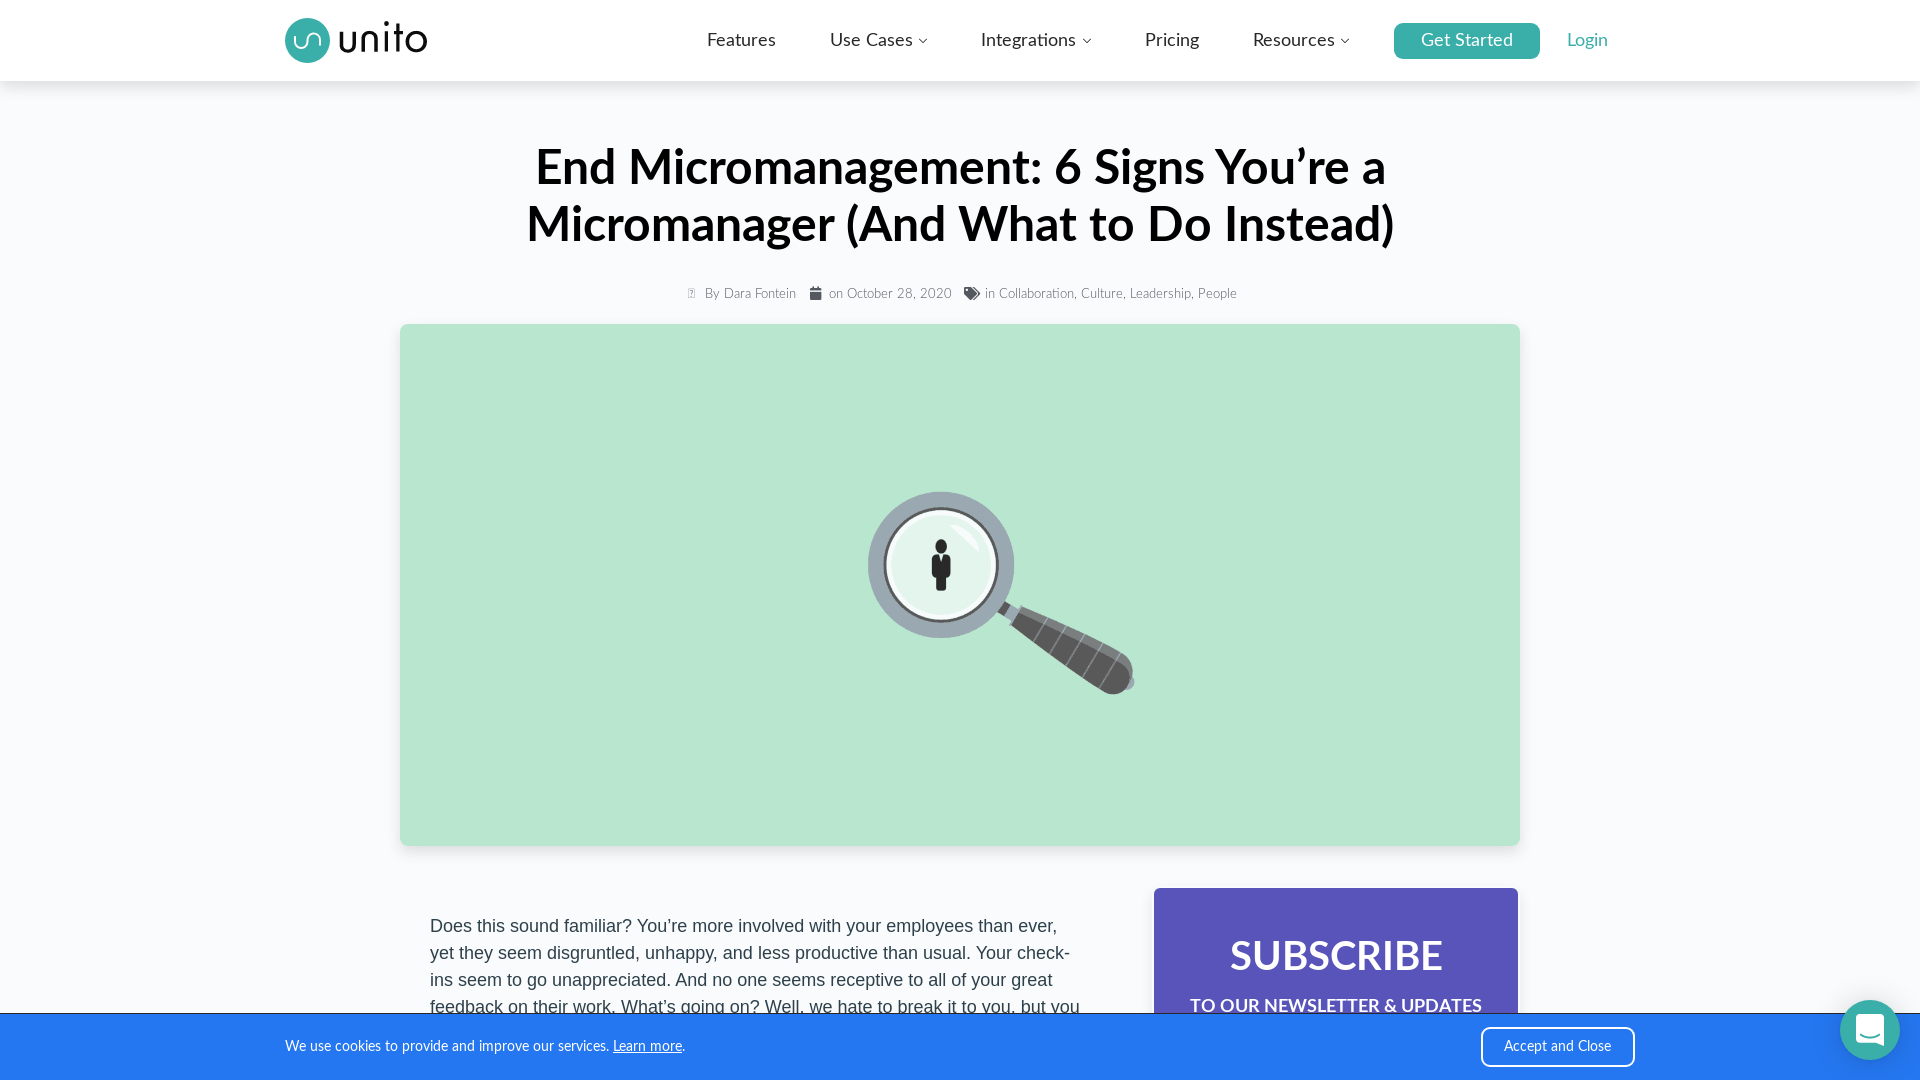 unito
Features
Use Cases
Integrations
Pricing
Resources
Get Started
Login
End Micromanagement: 6 Signs You’re a
Micromanager (And What to Do Instead)
By Dara Fontein on October 28, 2020 in Collaboration, Culture, Leadership, People
Does this sound familiar? You’re more involved with your employees than ever,
yet they seem disgruntled, unhappy, and less productive than usual. Your check-
ins seem to go unappreciated. And no one seems receptive to all of your great
feedback on their work. What’s going on? Well, we hate to break it to you, but you
SUBSCRIBE
TO OUR NEWSLETTER & UPDATES
We use cookies to provide and improve our services. Learn more.
Accept and Close